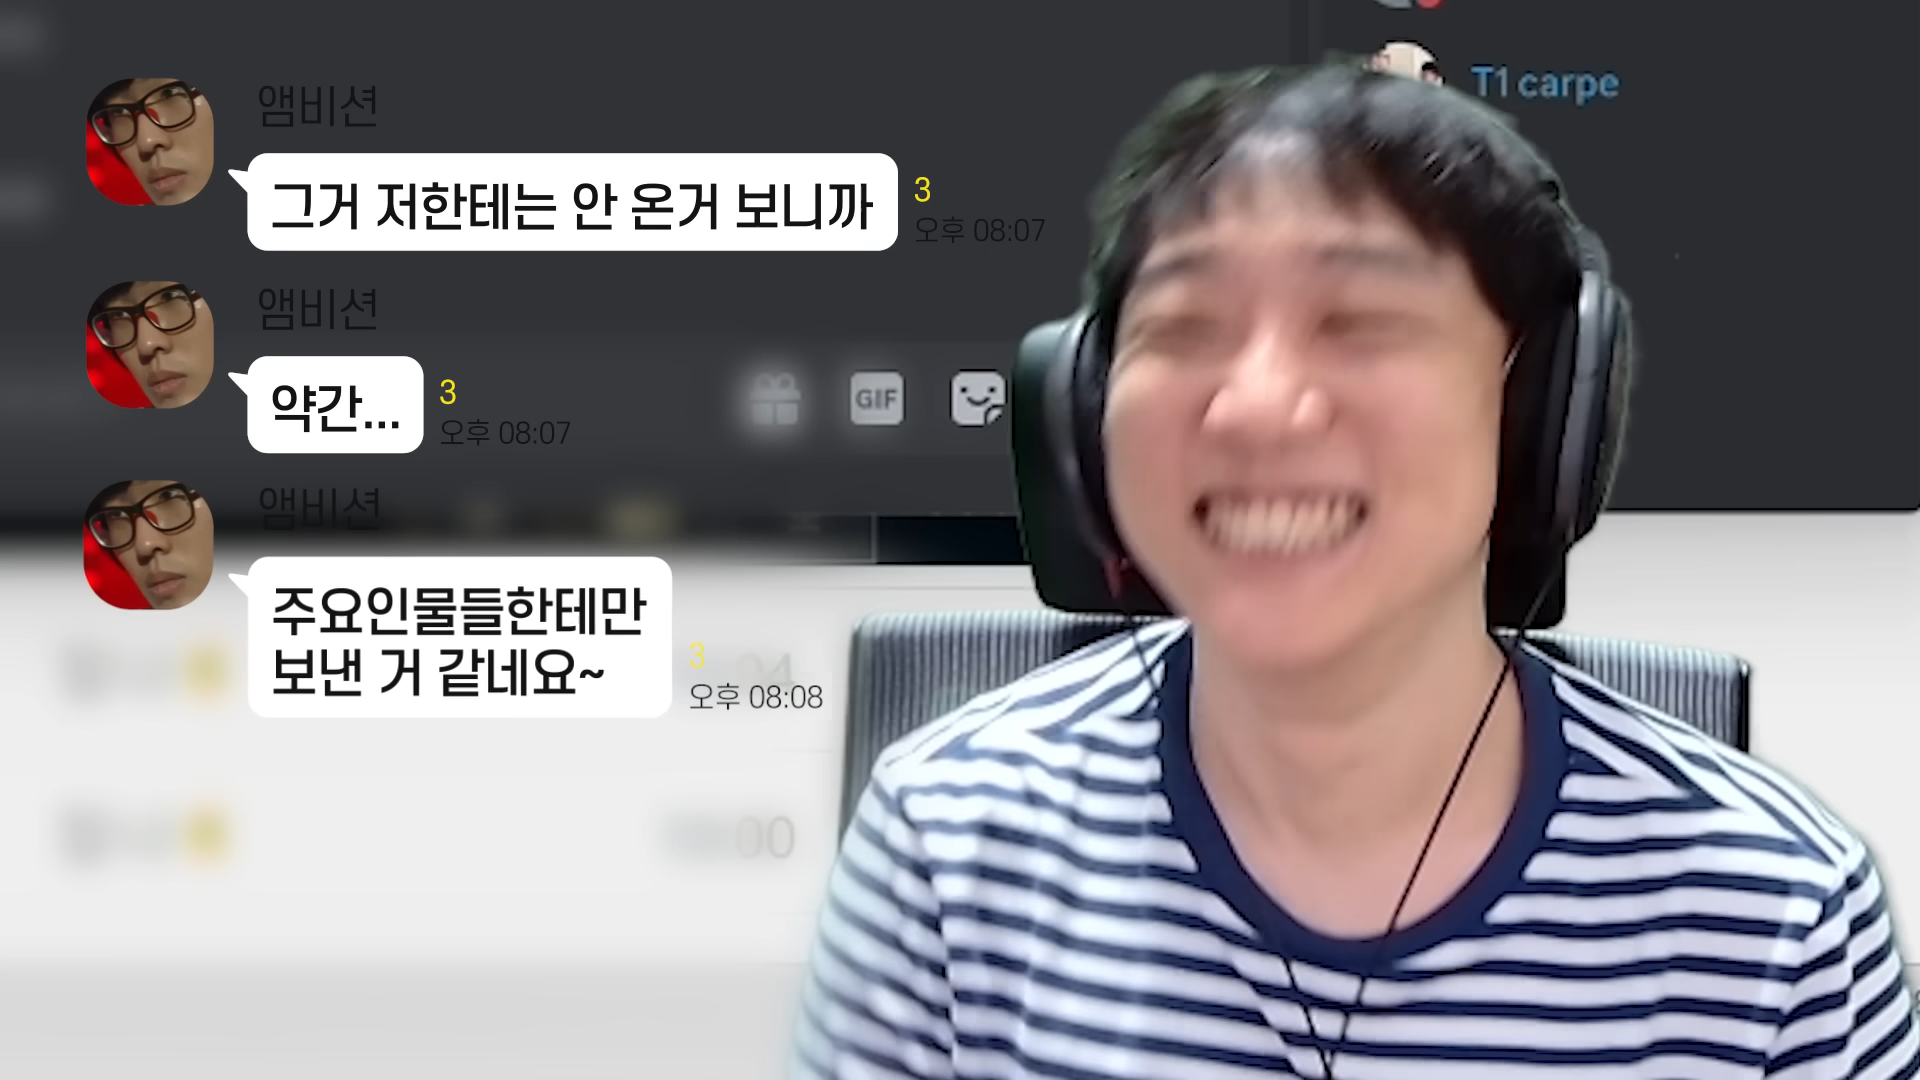 T1 carpe
앰비션
그거 저한테는 안 온거 보니까
3
오후 08:07
앰비션
약간...
3
오후 08:07
GIF
앰비션
주요인물들한테만
보낸 거 같네요~
3
오후 08:08